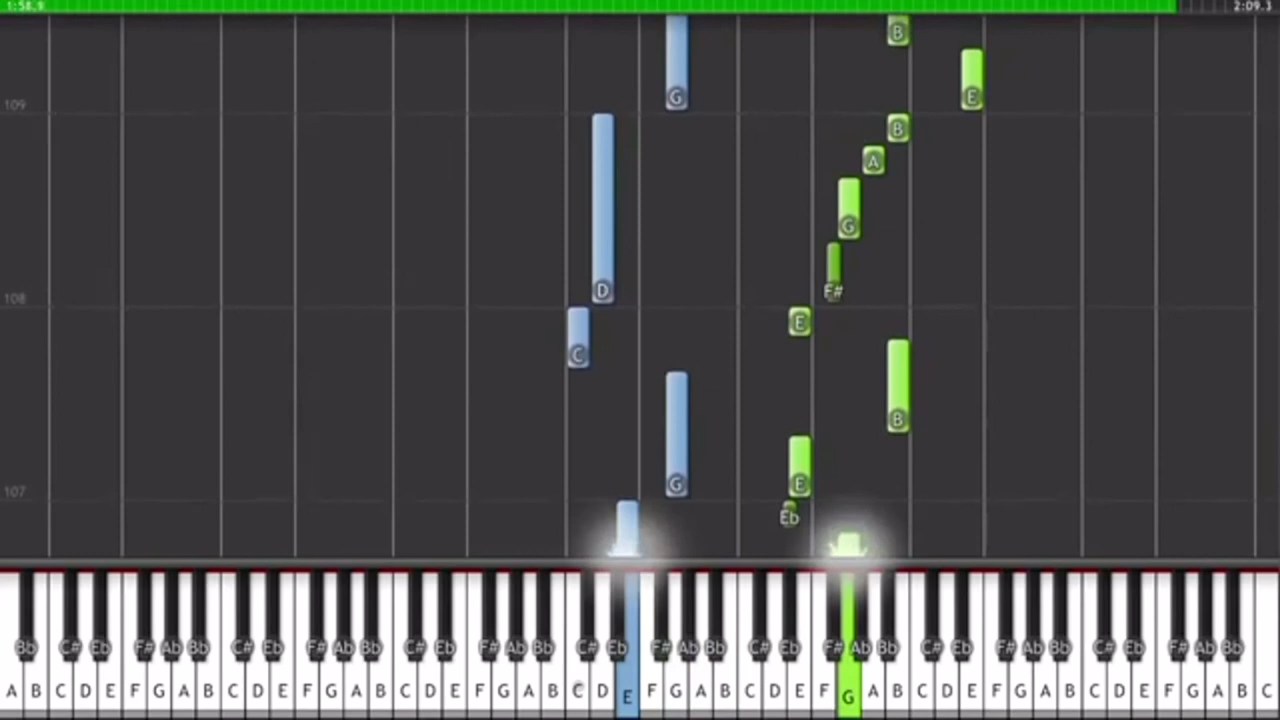 1:58.9 2:09.3
B
G E
109
B
A
G
D F#
108
E
C
B
G E
107
Eb
Bb C# Eb F# Ab Bb C# Eb F# Ab Bb C# Eb F# Ab Bb C# Eb F# Ab Bb C# Eb F# Ab Bb C# Eb F# Ab Bb C# Eb F# Ab Bb
A B C D E F G A B C D E F G A B C D E F G A B C D E F G A B C D E F G A B C D E F G A B C D E F G A B C